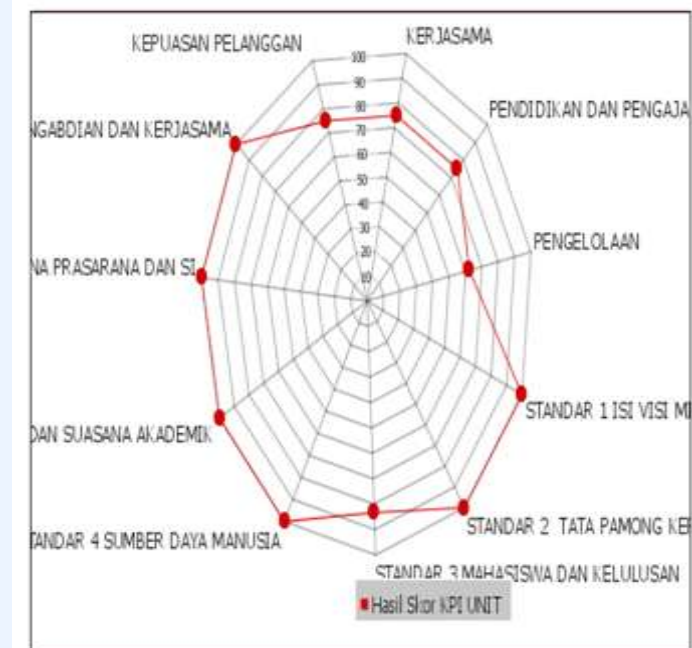 KERJASAMA
KEPUASAN PELANGGAN
100
90
80
70
60
50
40
30
20
10
PENDIDIKAN DAN PENGAJA
NGABDIAN DAN KERJASAMA
PENGELOLAAN
NA PRASARANA DAN SI
STANDAR 1 ISI VISI MI
DAN SUASANA AKADEMIK
STANDAR 2 TATA PAMONG KEP
ANDAR 4 SUMBER DAYA MANUSIA
STANDAR 3 MAHASISWA DAN KELULUSAN
Hasil Skor KPI UNIT